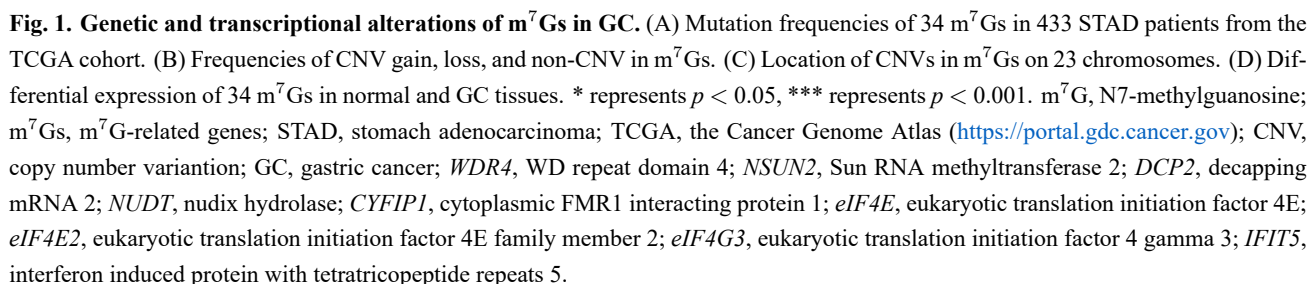 Fig. 1. Genetic and transcriptional alterations of m⁷Gs in GC. (A) Mutation frequencies of 34 m⁷Gs in 433 STAD patients from the
TCGA cohort. (B) Frequencies of CNV gain, loss, and non-CNV in m⁷Gs. (C) Location of CNVs in m⁷Gs on 23 chromosomes. (D) Dif-
ferential expression of 34 m⁷Gs in normal and GC tissues. * represents p < 0.05, *** represents p < 0.001. m⁷G, N7-methylguanosine;
m⁷Gs, m⁷G-related genes; STAD, stomach adenocarcinoma; TCGA, the Cancer Genome Atlas (https://portal.gdc.cancer.gov); CNV,
copy number variantion; GC, gastric cancer; WDR4, WD repeat domain 4; NSUN2, Sun RNA methyltransferase 2; DCP2, decapping
mRNA 2; NUDT, nudix hydrolase; CYFIP1, cytoplasmic FMR1 interacting protein 1; eIF4E, eukaryotic translation initiation factor 4E;
eIF4E2, eukaryotic translation initiation factor 4E family member 2; eIF4G3, eukaryotic translation initiation factor 4 gamma 3; IFIT5,
interferon induced protein with tetratricopeptide repeats 5.